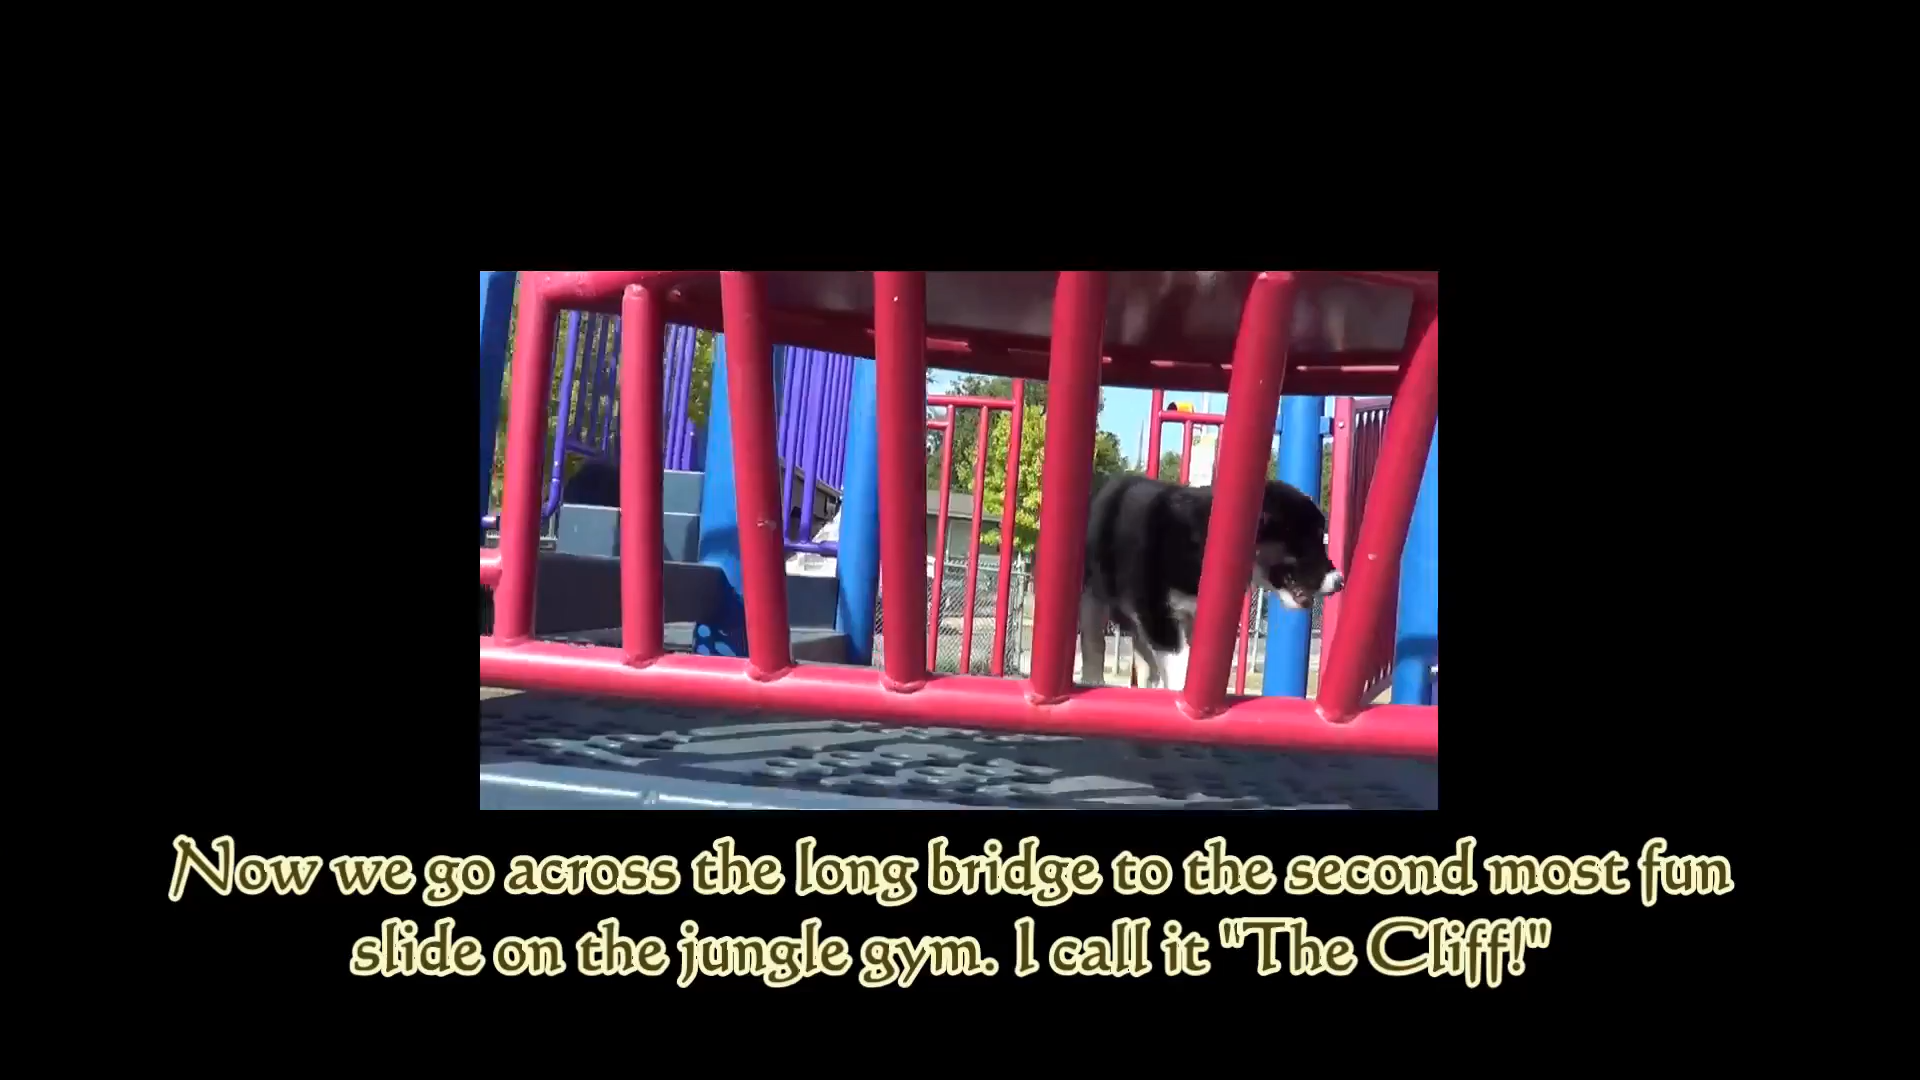 Now we go across the long bridge to the second most fun
slide on the jungle gym. I call it "The Cliff!"